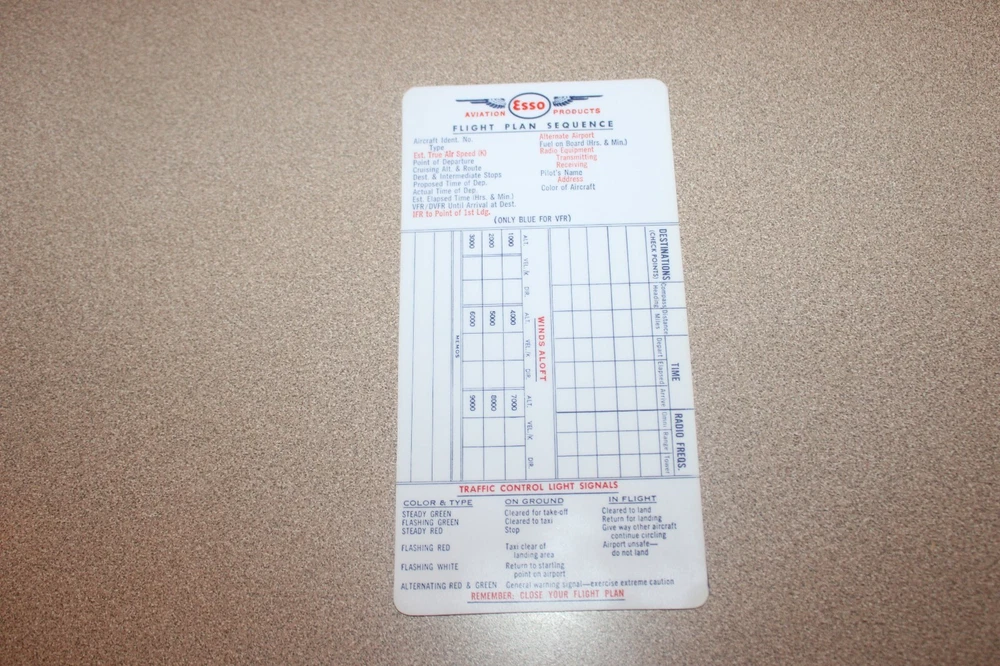 Esso
AVIATION PRODUCTS
FLIGHT PLAN SEQUENCE
Aircraft Ident. No.
Type
Est. True Air Speed (K)
Point of Departure
Cruising Alt. & Route
Dest. & Intermediate Stops
Proposed Time of Dep.
Actual Time of Dep.
Est. Elapsed Time (Hrs. & Min.)
VFR/DVFR Until Arrival at Dest.
IFR to Point of 1st Ldg.
Alternate Airport
Fuel on Board (Hrs. & Min.)
Radio Equipment
Transmitting
Receiving
Pilot's Name
Address
Color of Aircraft
(ONLY BLUE FOR VFR)
DESTINATIONS TIME RADIO FREQS.
(CHECK POINTS) Compass Heading Distance Miles Depart Elapsed Arrive Omni Range Tower
WINDS ALOFT
ALT. VEL./K. DIR. ALT. VEL./K. DIR. ALT. VEL./K. DIR.
1000 4000 7000
2000 5000 8000
3000 6000 9000
MEMOS
TRAFFIC CONTROL LIGHT SIGNALS
COLOR & TYPE ON GROUND IN FLIGHT
STEADY GREEN Cleared for take-off Cleared to land
FLASHING GREEN Cleared to taxi Return for landing
STEADY RED Stop Give way other aircraft
continue circling
FLASHING RED Taxi clear of Airport unsafe—
landing area do not land
FLASHING WHITE Return to starting
point on airport
ALTERNATING RED & GREEN General warning signal—exercise extreme caution
REMEMBER: CLOSE YOUR FLIGHT PLAN